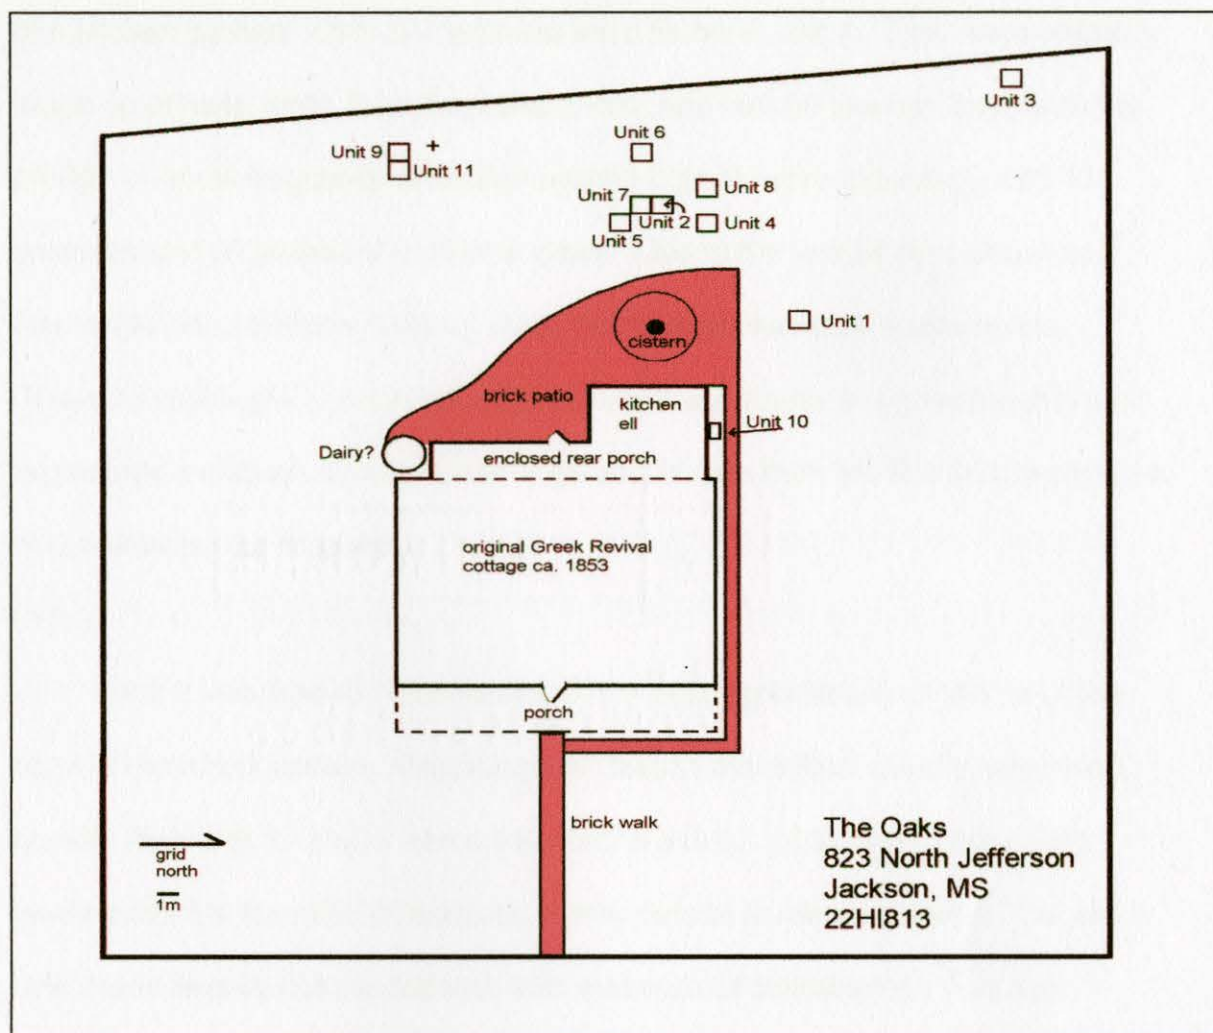 Unit 3
Unit 6
Unit 9
Unit 11
Unit 8
Unit 7
Unit 2
Unit 4
Unit 5
Unit 1
cistern
brick patio
kitchen
ell
Unit 10
Dairy?
enclosed rear porch
original Greek Revival
cottage ca. 1853
porch
brick walk
grid
north
1m
The Oaks
823 North Jefferson
Jackson, MS
22HI813